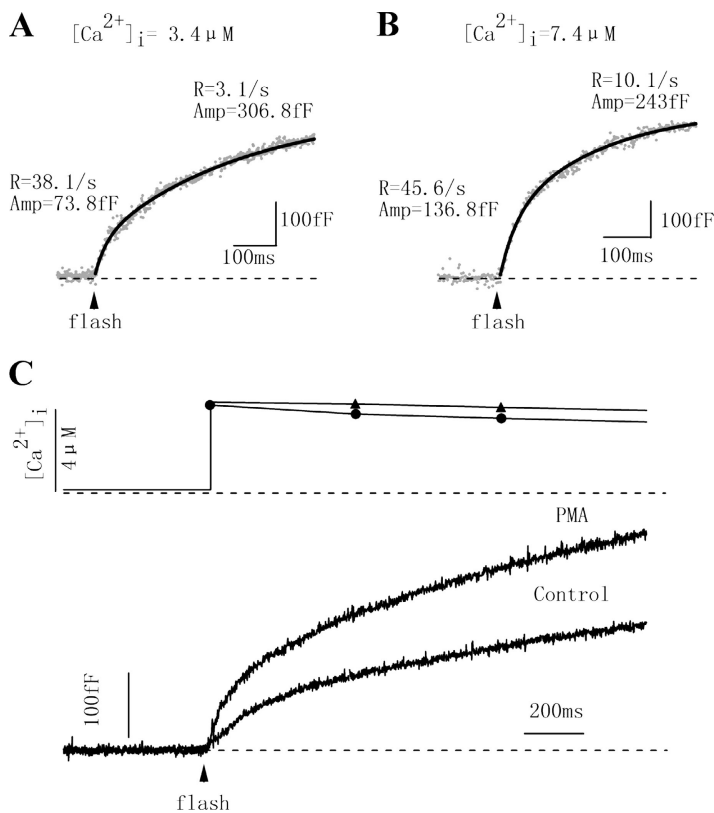 A
[Ca2+]i= 3.4μM
R=3.1/s
Amp=306.8fF
R=38.1/s
Amp=73.8fF
100fF
100ms
flash
B
[Ca2+]i=7.4μM
R=10.1/s
Amp=243fF
R=45.6/s
Amp=136.8fF
100fF
100ms
flash
C
[Ca2+]i
4μM
PMA
Control
100fF
200ms
flash